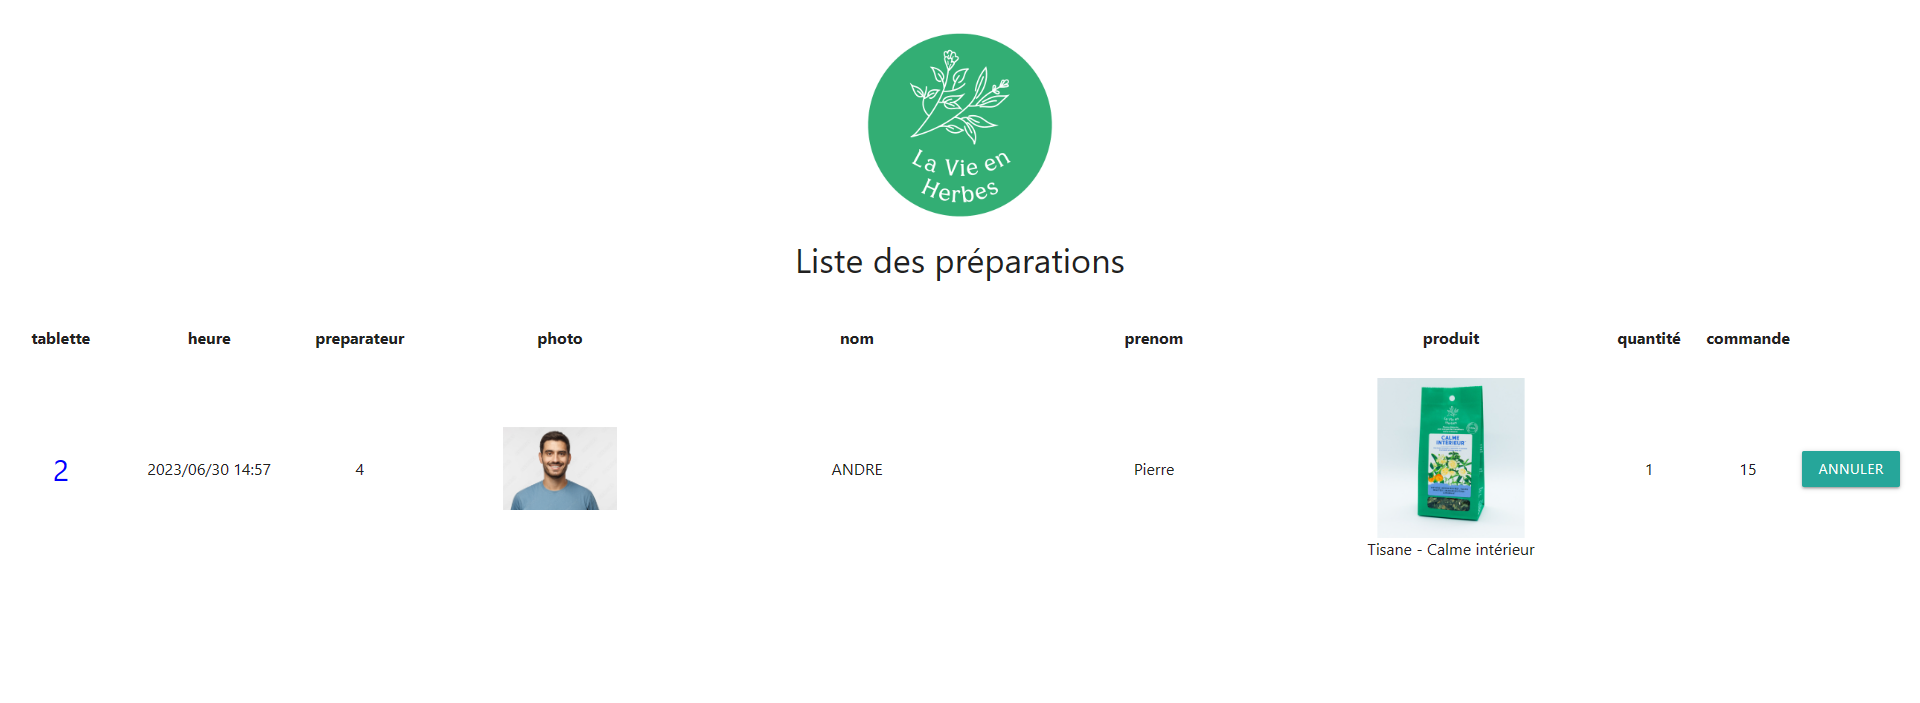 La Vie en
Herbes
Liste des préparations
tablette heure preparateur photo nom prenom produit quantité commande
CALME
INTERIEUR
2 2023/06/30 14:57 4 ANDRE Pierre 1 15 ANNULER
Tisane - Calme intérieur